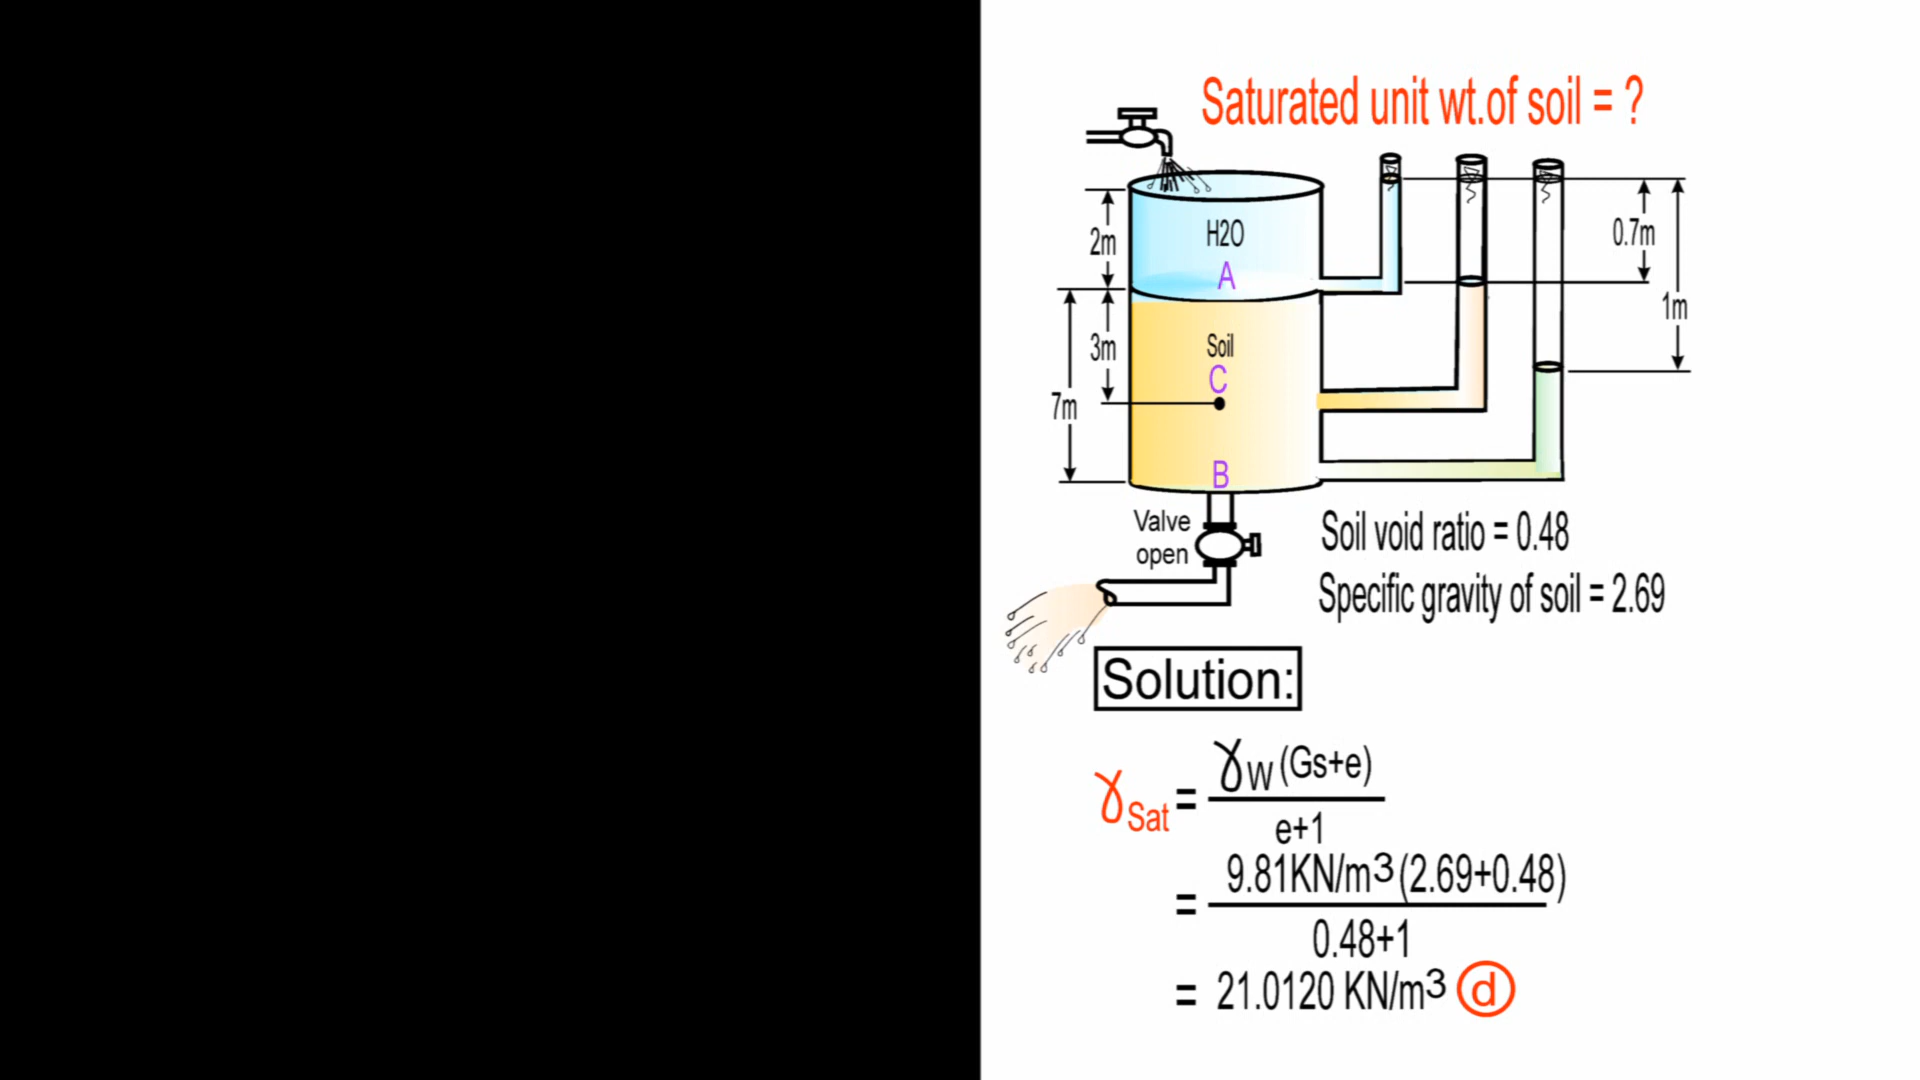 Saturated unit wt.of soil = ?
2m
H2O
A
0.7m
1m
3m
Soil
C
7m
B
Valve
open
Soil void ratio = 0.48
Specific gravity of soil = 2.69
Solution:
γSat = γw (Gs+e)
e+1
= 9.81KN/m3 (2.69+0.48)
0.48+1
= 21.0120 KN/m3 d